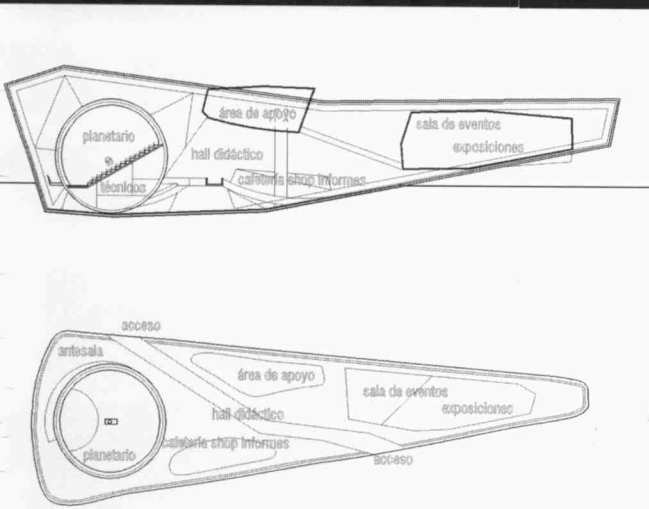 área de apoyo
sala de eventos
planetario
exposiciones
hall didáctico
cafetería shop informes
técnicos
acceso
antesala
área de apoyo
sala de eventos
exposiciones
hall didáctico
cafetería shop informes
planetario
acceso